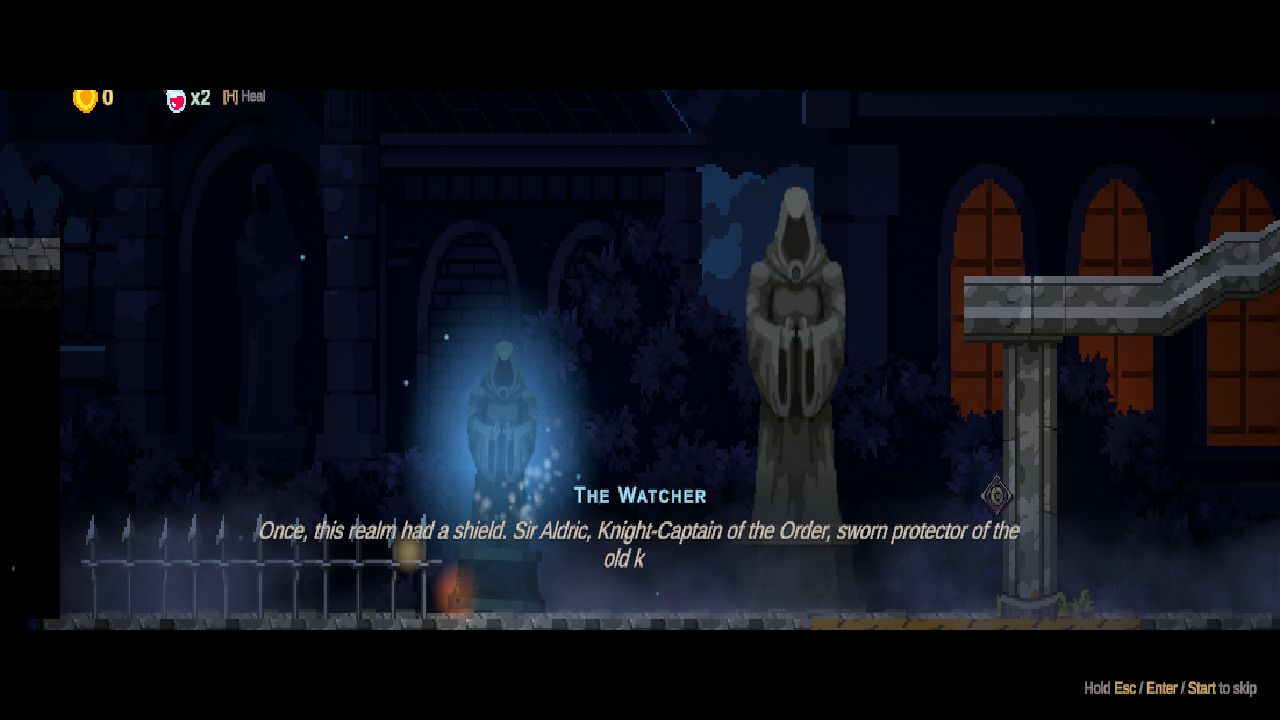 0 x2 [H] Heal
The Watcher
Once, this realm had a shield. Sir Aldric, Knight-Captain of the Order, sworn protector of the
old k
Hold Esc / Enter / Start to skip